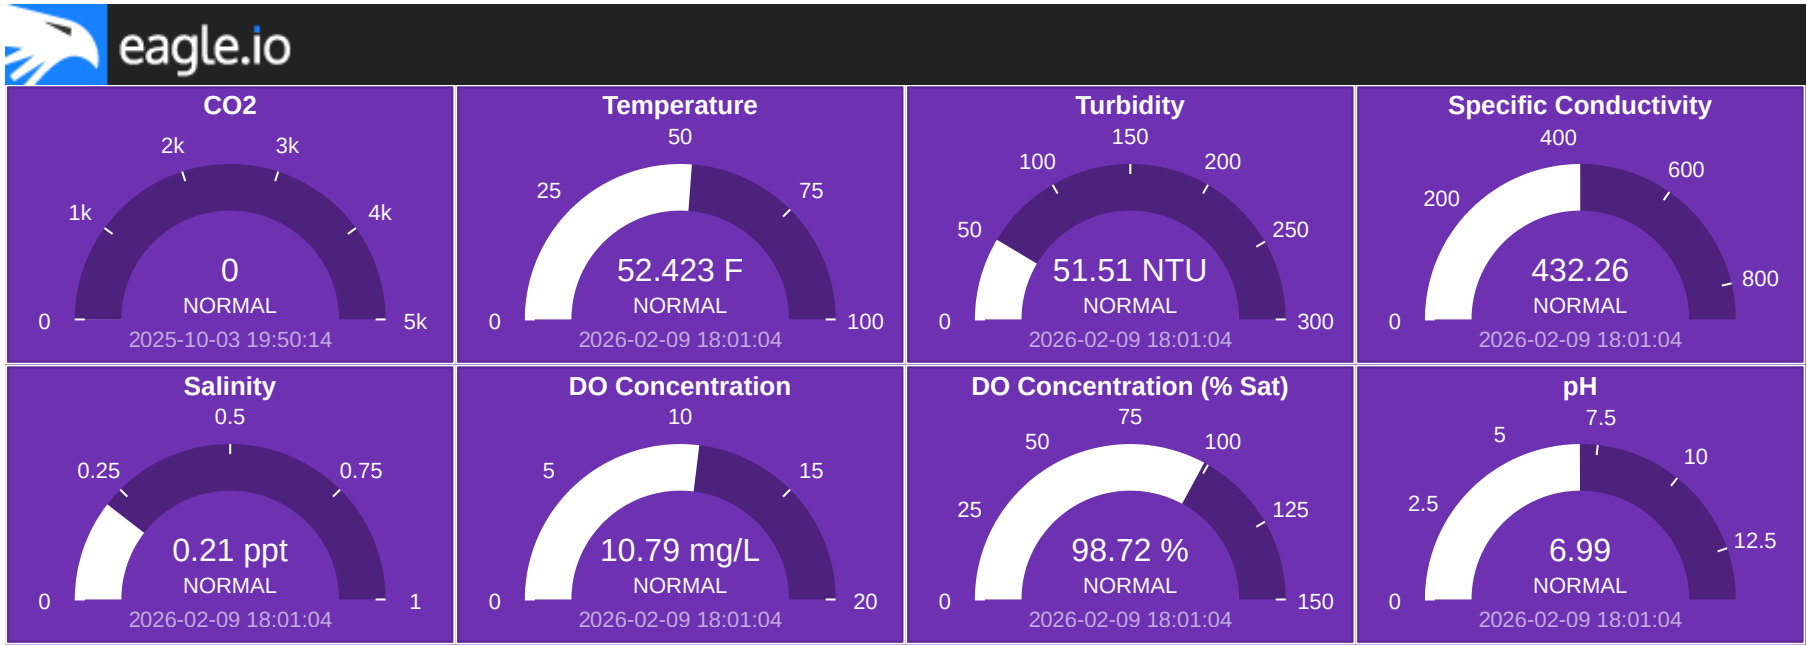 eagle.io
CO2
0
1k
2k
3k
4k
5k
0
NORMAL
2025-10-03 19:50:14
Temperature
0
25
50
75
100
52.423 F
NORMAL
2026-02-09 18:01:04
Turbidity
0
50
100
150
200
250
300
51.51 NTU
NORMAL
2026-02-09 18:01:04
Specific Conductivity
0
200
400
600
800
432.26
NORMAL
2026-02-09 18:01:04
Salinity
0
0.25
0.5
0.75
1
0.21 ppt
NORMAL
2026-02-09 18:01:04
DO Concentration
0
5
10
15
20
10.79 mg/L
NORMAL
2026-02-09 18:01:04
DO Concentration (% Sat)
0
25
50
75
100
125
150
98.72 %
NORMAL
2026-02-09 18:01:04
pH
0
2.5
5
7.5
10
12.5
6.99
NORMAL
2026-02-09 18:01:04